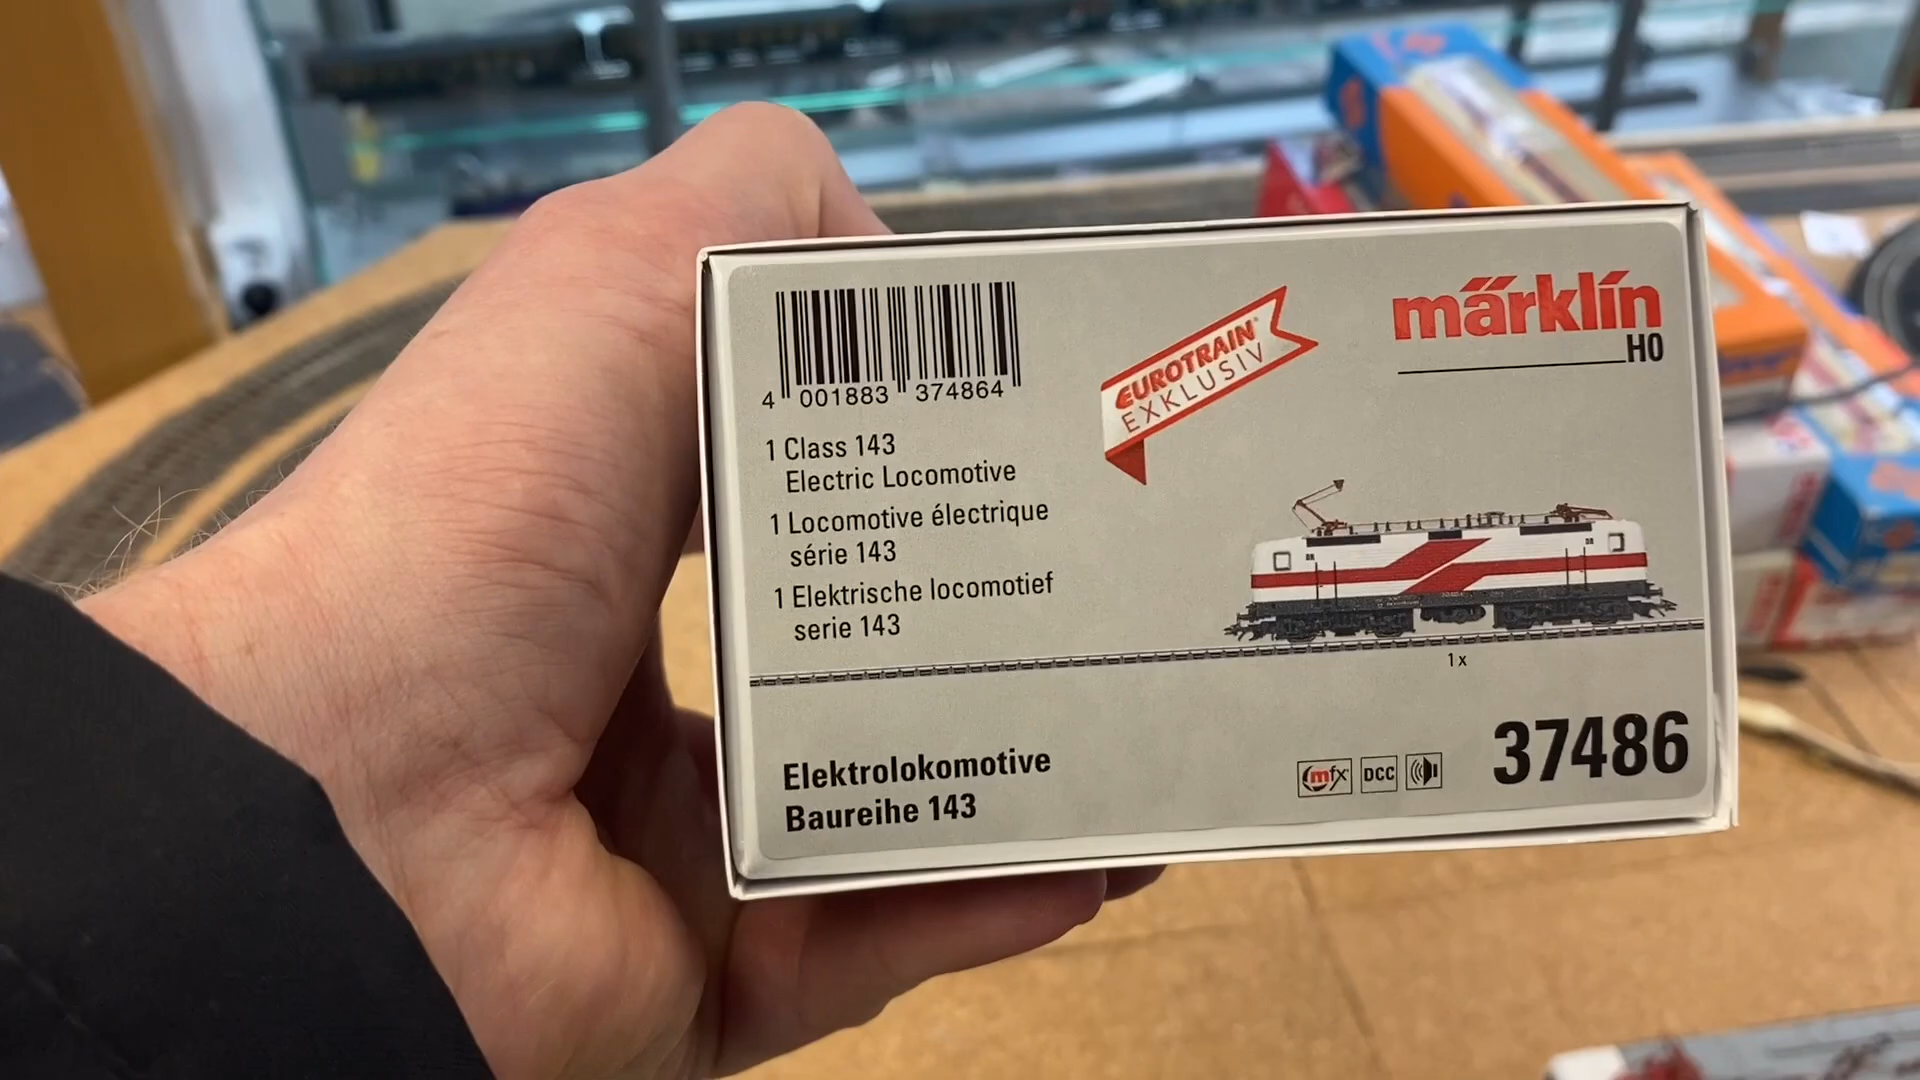 märklín
H0
EUROTRAIN®
EXKLUSIV
4 001883 374864
1 Class 143
Electric Locomotive
1 Locomotive électrique
série 143
1 Elektrische locomotief
serie 143
1 x
Elektrolokomotive
Baureihe 143
mfx
DCC
37486